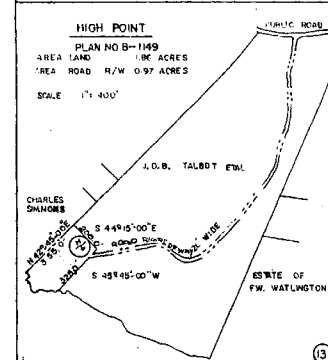 HIGH POINT
PLAN NO B-1149
AREA LAND 1.86 ACRES
AREA ROAD R/W 0.97 ACRES
SCALE 1"= 400'
PUBLIC ROAD
J.D.B. TALBOT ETAL
CHARLES
SIMMONS
S 44°15'-00"E
ROAD RIGHT OF WAY WIDE
S 45°45'-00"W
ESTATE OF
F.W. WATLINGTON
13